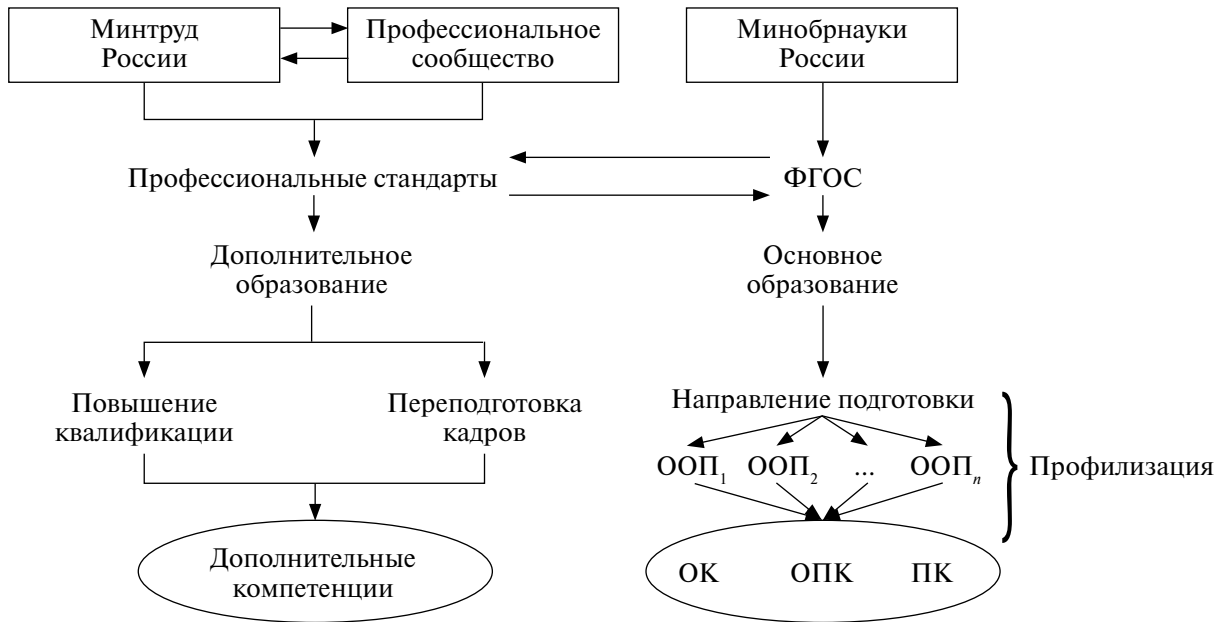 Минтруд
России
Профессиональное
сообщество
Минобрнауки
России
Профессиональные стандарты
ФГОС
Дополнительное
образование
Основное
образование
Повышение
квалификации
Переподготовка
кадров
Направление подготовки
ООП1 ООП2 ... ООПn
Профилизация
Дополнительные
компетенции
ОК ОПК ПК